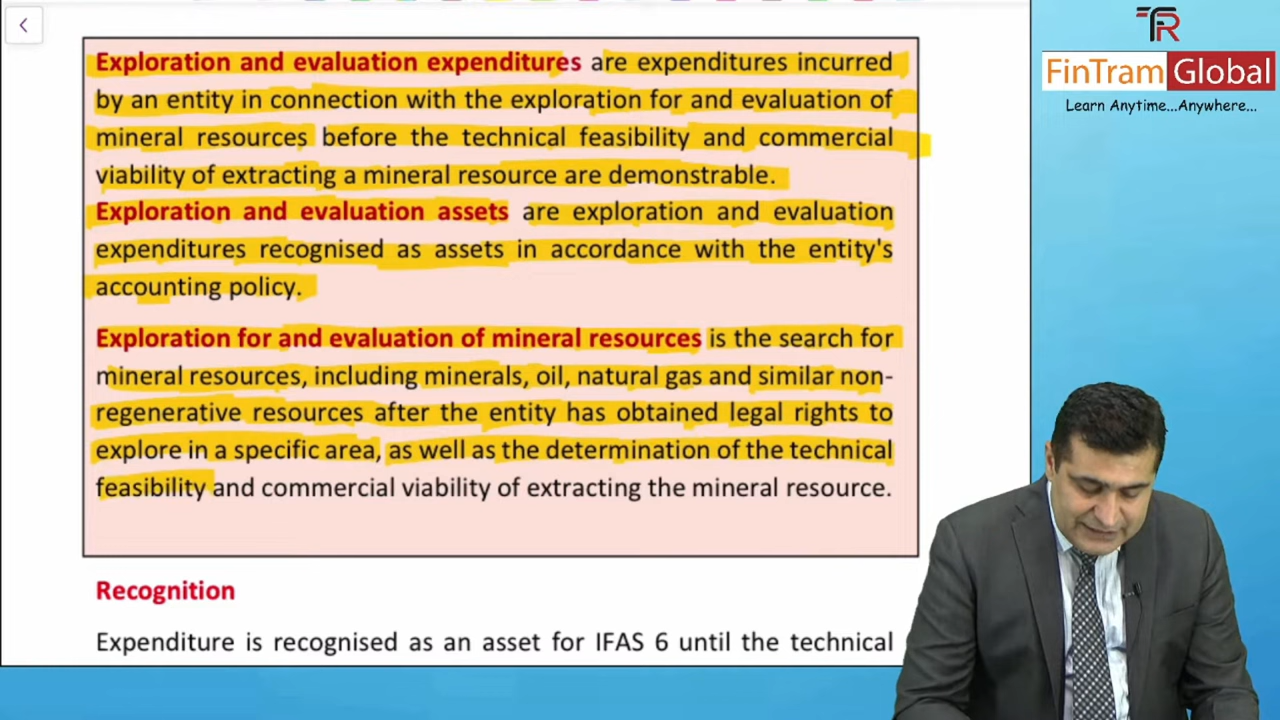 Exploration and evaluation expenditures are expenditures incurred
by an entity in connection with the exploration for and evaluation of
mineral resources before the technical feasibility and commercial
viability of extracting a mineral resource are demonstrable.
Exploration and evaluation assets are exploration and evaluation
expenditures recognised as assets in accordance with the entity's
accounting policy.
Exploration for and evaluation of mineral resources is the search for
mineral resources, including minerals, oil, natural gas and similar non-
regenerative resources after the entity has obtained legal rights to
explore in a specific area, as well as the determination of the technical
feasibility and commercial viability of extracting the mineral resource.
Recognition
Expenditure is recognised as an asset for IFAS 6 until the technical
FinTram Global
Learn Anytime...Anywhere...